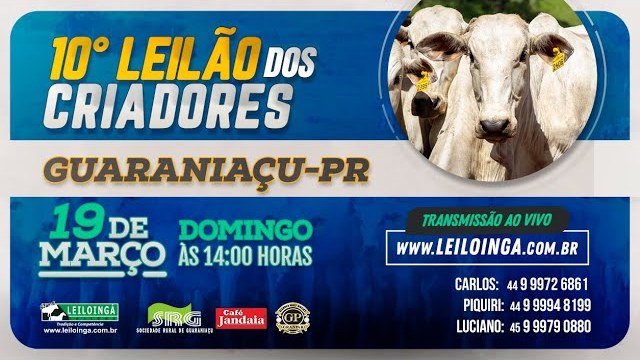 10° LEILÃO DOS
CRIADORES
GUARANIAÇU-PR
19 DE
MARÇO
DOMINGO
ÀS 14:00 HORAS
TRANSMISSÃO AO VIVO
WWW.LEILOINGA.COM.BR
CARLOS: 44 9 9972 6861
PIQUIRI: 44 9 9994 8199
LUCIANO: 45 9 9979 0880
LEILOINGA
Tradição e Competência
www.leiloinga.com.br
SRG
SOCIEDADE RURAL DE GUARANIAÇU
Café
Jandaia
GP